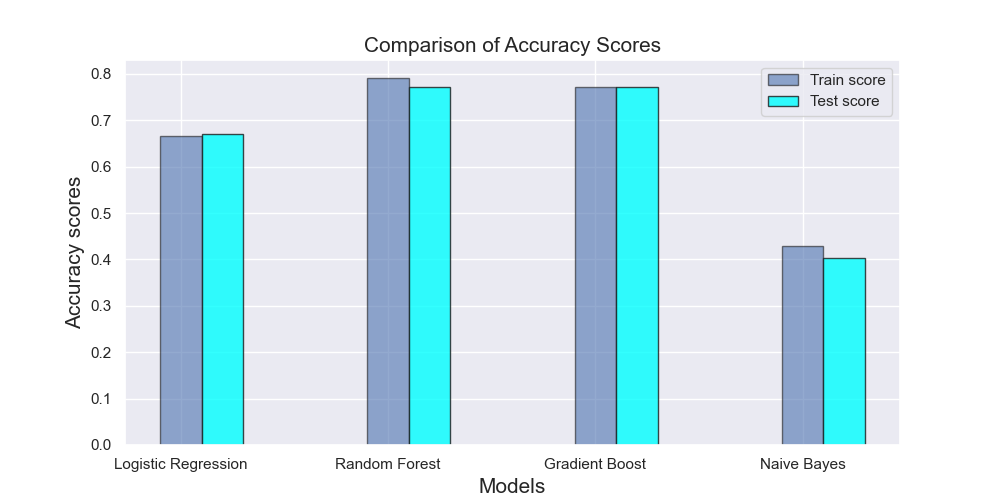 Comparison of Accuracy Scores
Train score
Test score
Accuracy scores
0.8
0.7
0.6
0.5
0.4
0.3
0.2
0.1
0.0
Logistic Regression Random Forest Gradient Boost Naive Bayes
Models